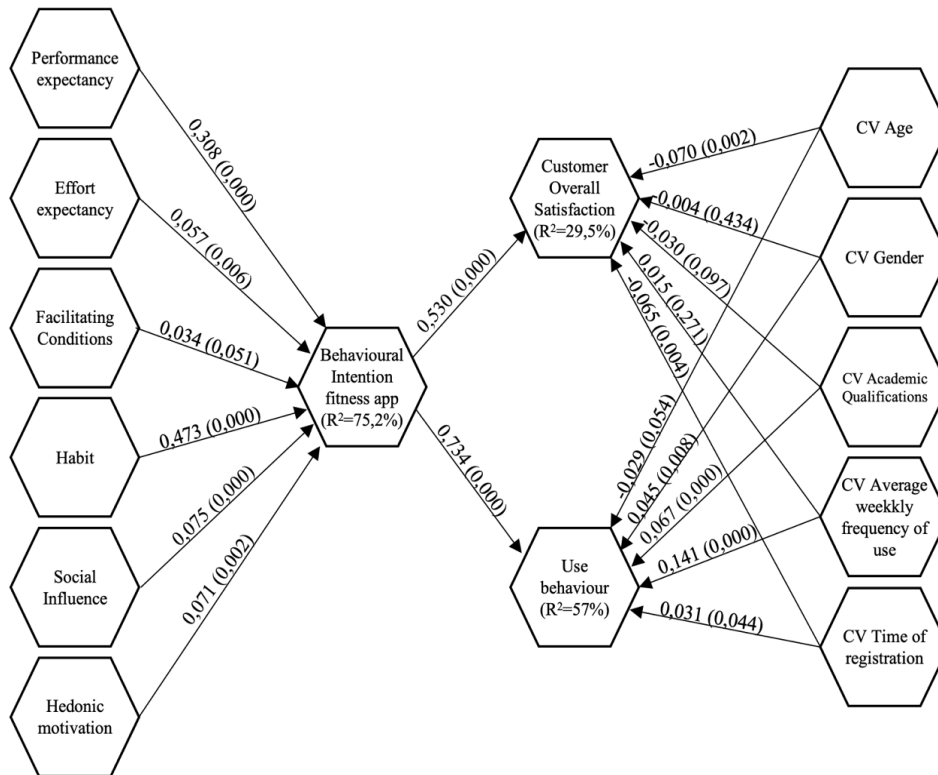 Performance
expectancy
Effort
expectancy
Facilitating
Conditions
Habit
Social
Influence
Hedonic
motivation
0,308 (0,000)
0,057 (0,006)
0,034 (0,051)
0,473 (0,000)
0,075 (0,000)
0,071 (0,002)
Behavioural
Intention
fitness app
(R²=75,2%)
0,530 (0,000)
0,734 (0,000)
Customer
Overall
Satisfaction
(R²=29,5%)
Use
behaviour
(R²=57%)
-0,070 (0,002)
-0,004 (0,434)
-0,030 (0,097)
0,015 (0,271)
-0,065 (0,004)
-0,029 (0,054)
0,045 (0,008)
0,067 (0,000)
0,141 (0,000)
0,031 (0,044)
CV Age
CV Gender
CV Academic
Qualifications
CV Average
weekkly
frequency of
use
CV Time of
registration